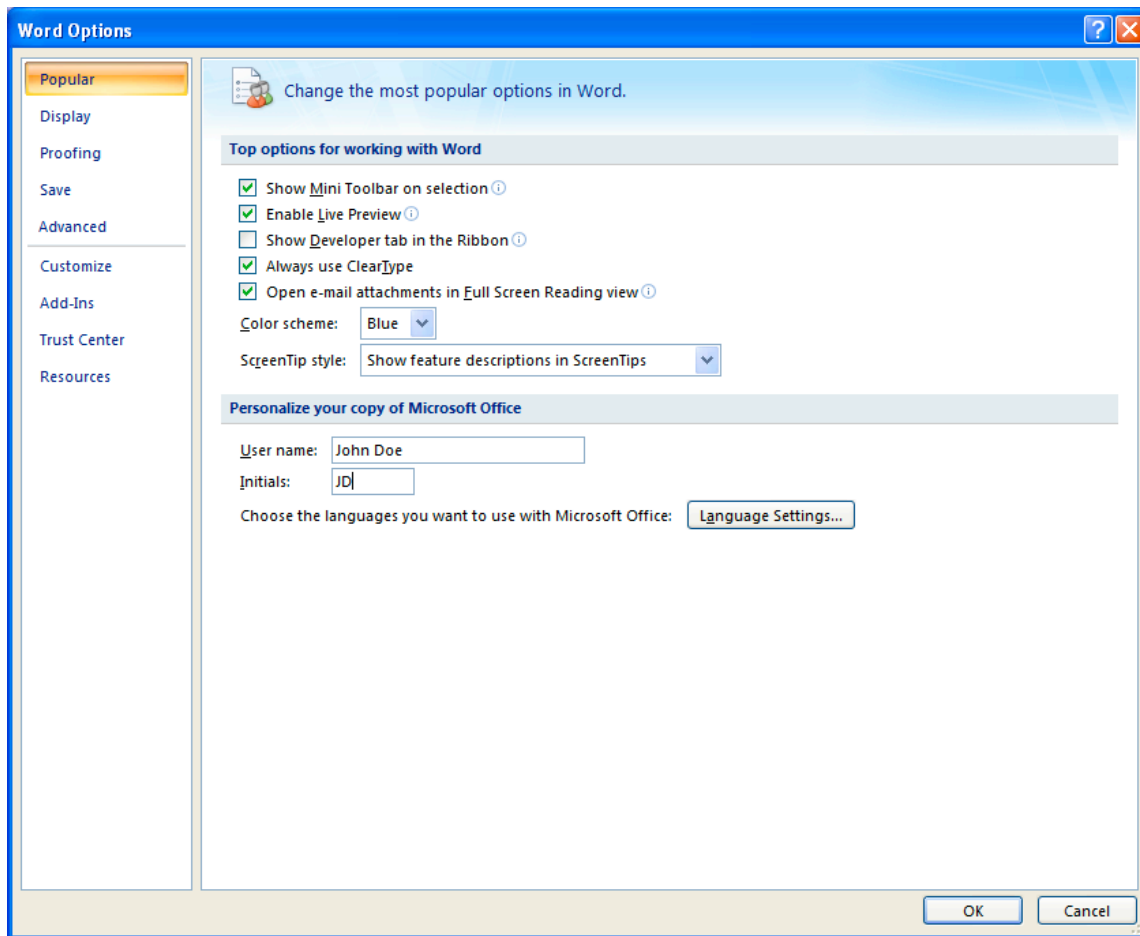 Word Options
Popular
Display
Proofing
Save
Advanced
Customize
Add-Ins
Trust Center
Resources
Change the most popular options in Word.
Top options for working with Word
Show Mini Toolbar on selection
Enable Live Preview
Show Developer tab in the Ribbon
Always use ClearType
Open e-mail attachments in Full Screen Reading view
Color scheme: Blue
ScreenTip style: Show feature descriptions in ScreenTips
Personalize your copy of Microsoft Office
User name: John Doe
Initials: JD
Choose the languages you want to use with Microsoft Office: Language Settings...
OK Cancel